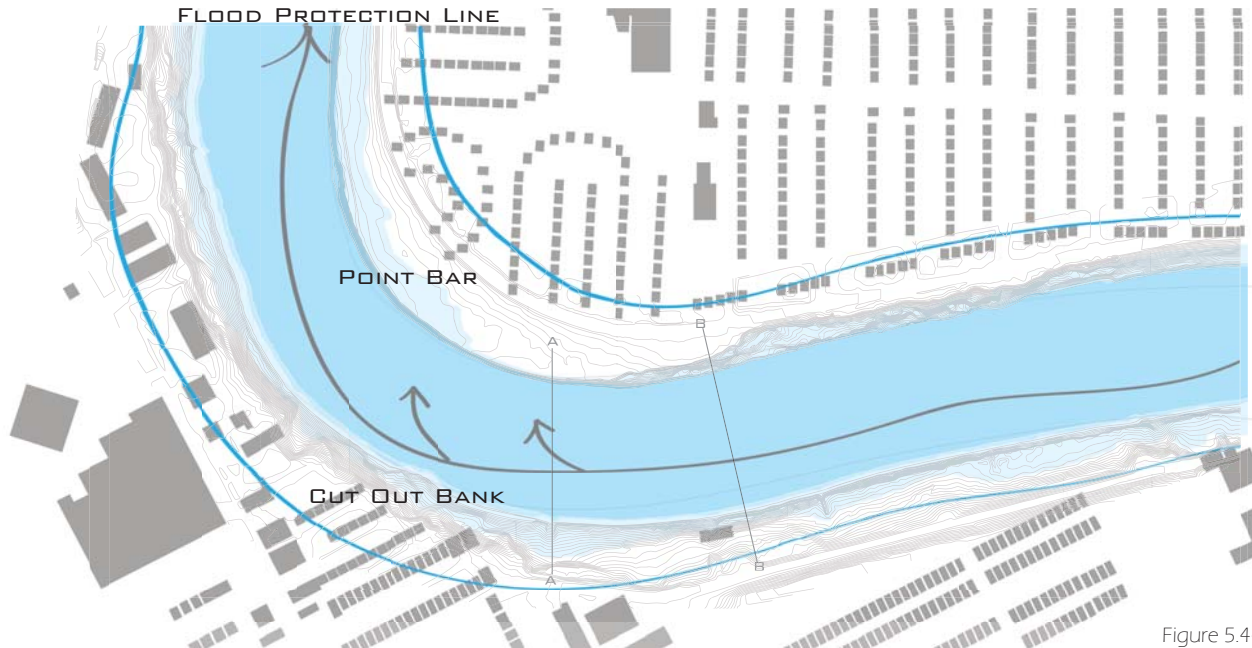 Flood Protection Line
Point Bar
A
B
Cut Out Bank
A
B
Figure 5.4